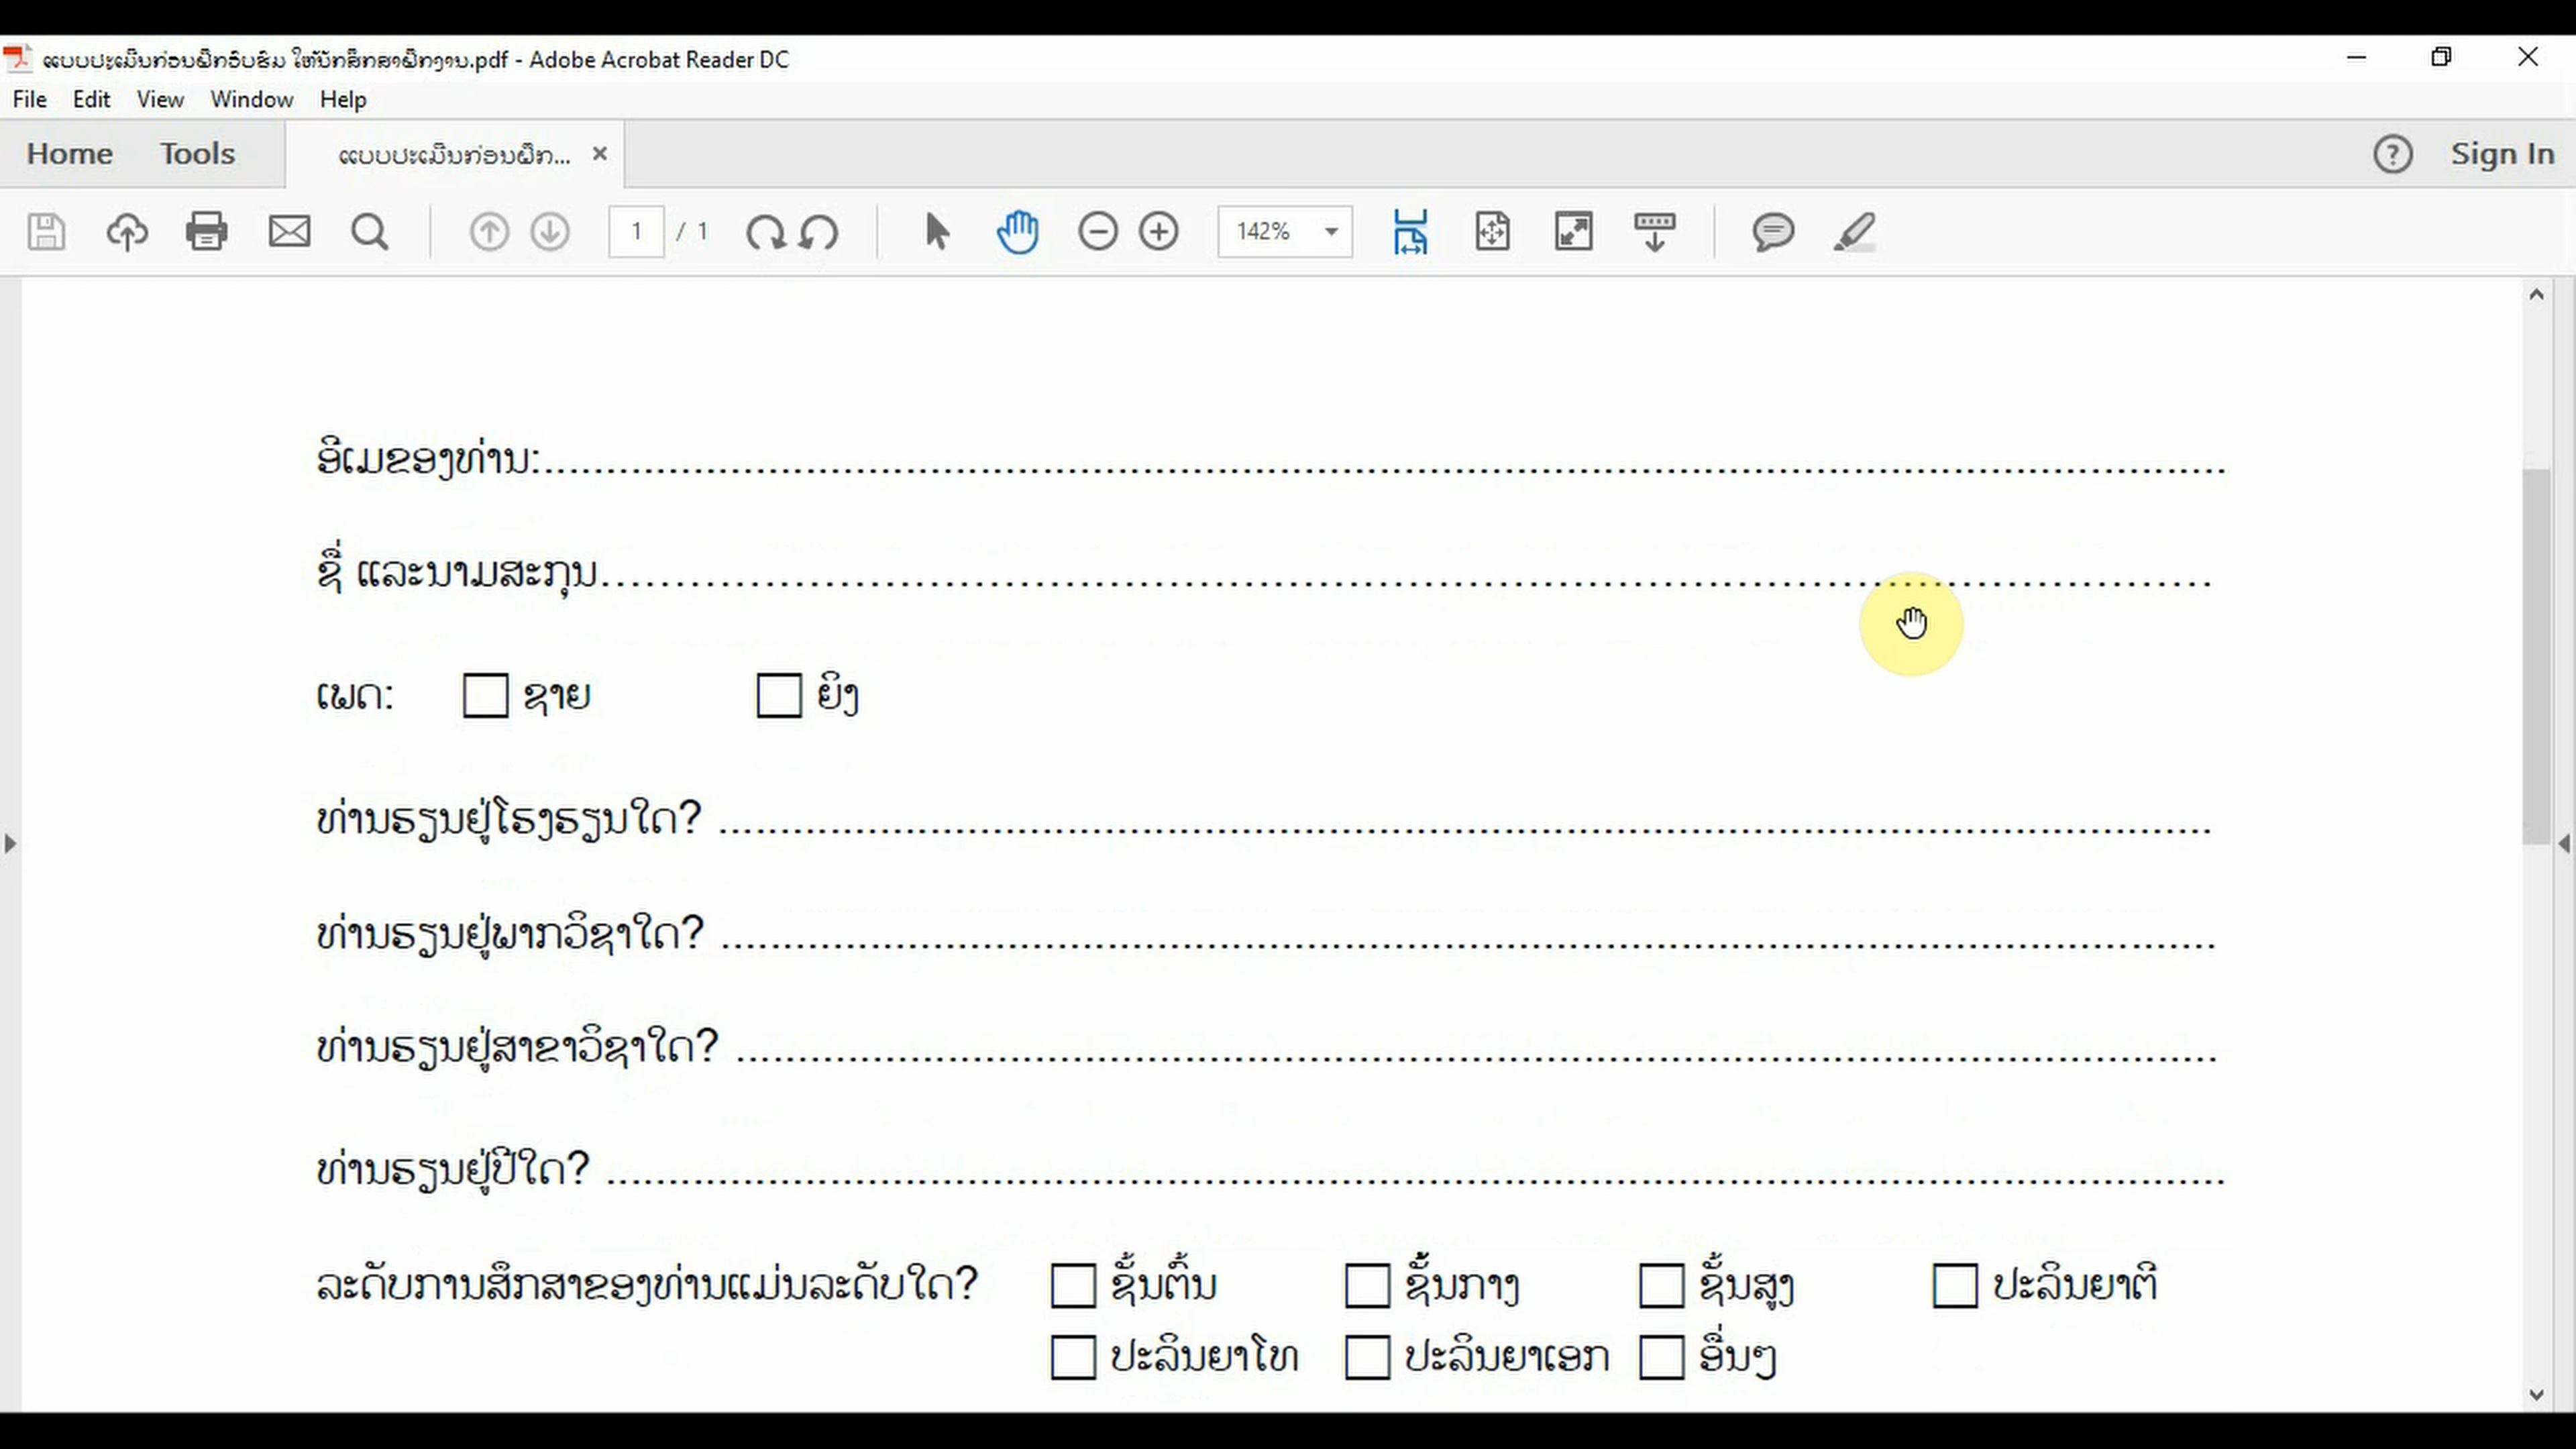 ແບບປະເມີນກ່ອນຝຶກອົບຮົມ ໃຫ້ນັກສຶກສາຝຶກງານ.pdf - Adobe Acrobat Reader DC
File Edit View Window Help
Home Tools ແບບປະເມີນກ່ອນຝຶກ... Sign In
1 / 1 142%
ອີເມຂອງທ່ານ:..........................................................................................................................................
ຊື່ ແລະນາມສະກຸນ..........................................................................................................
ເພດ: ຊາຍ ຍິງ
ທ່ານຮຽນຢູ່ໂຮງຮຽນໃດ? ..........................................................................................................................
ທ່ານຮຽນຢູ່ພາກວິຊາໃດ? ..........................................................................................................................
ທ່ານຮຽນຢູ່ສາຂາວິຊາໃດ? .........................................................................................................................
ທ່ານຮຽນຢູ່ປີໃດ? ....................................................................................................................................
ລະດັບການສຶກສາຂອງທ່ານແມ່ນລະດັບໃດ? ຊັ້ນຕົ້ນ ຊັ້ນກາງ ຊັ້ນສູງ ປະລິນຍາຕີ
ປະລິນຍາໂທ ປະລິນຍາເອກ ອື່ນໆ